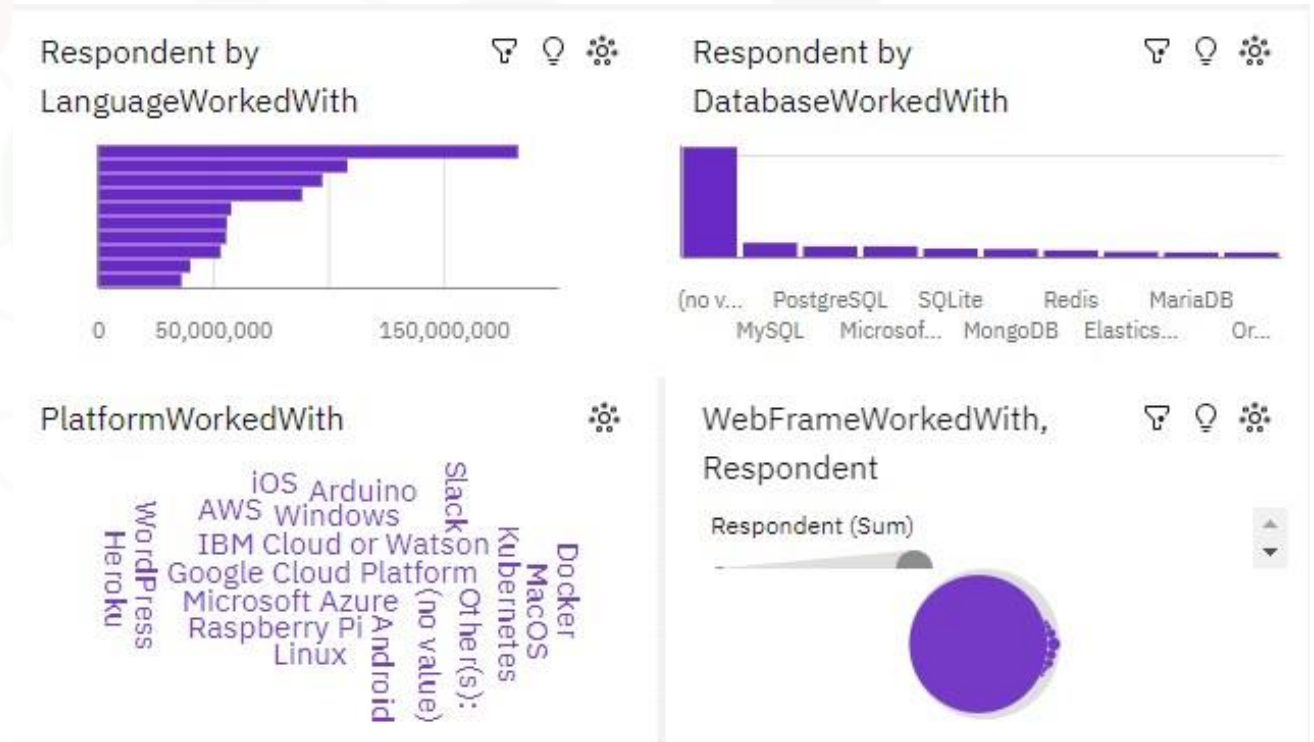 Respondent by
LanguageWorkedWith
0 50,000,000 150,000,000
Respondent by
DatabaseWorkedWith
(no v... PostgreSQL SQLite Redis MariaDB
MySQL Microsof... MongoDB Elastics... Or...
PlatformWorkedWith
iOS
Arduino
AWS
Windows
IBM Cloud or Watson
Google Cloud Platform
Microsoft Azure
Raspberry Pi
Linux
Heroku
WordPress
Android
(no value)
Slack
Other(s):
Kubernetes
MacOS
Docker
WebFrameWorkedWith,
Respondent
Respondent (Sum)